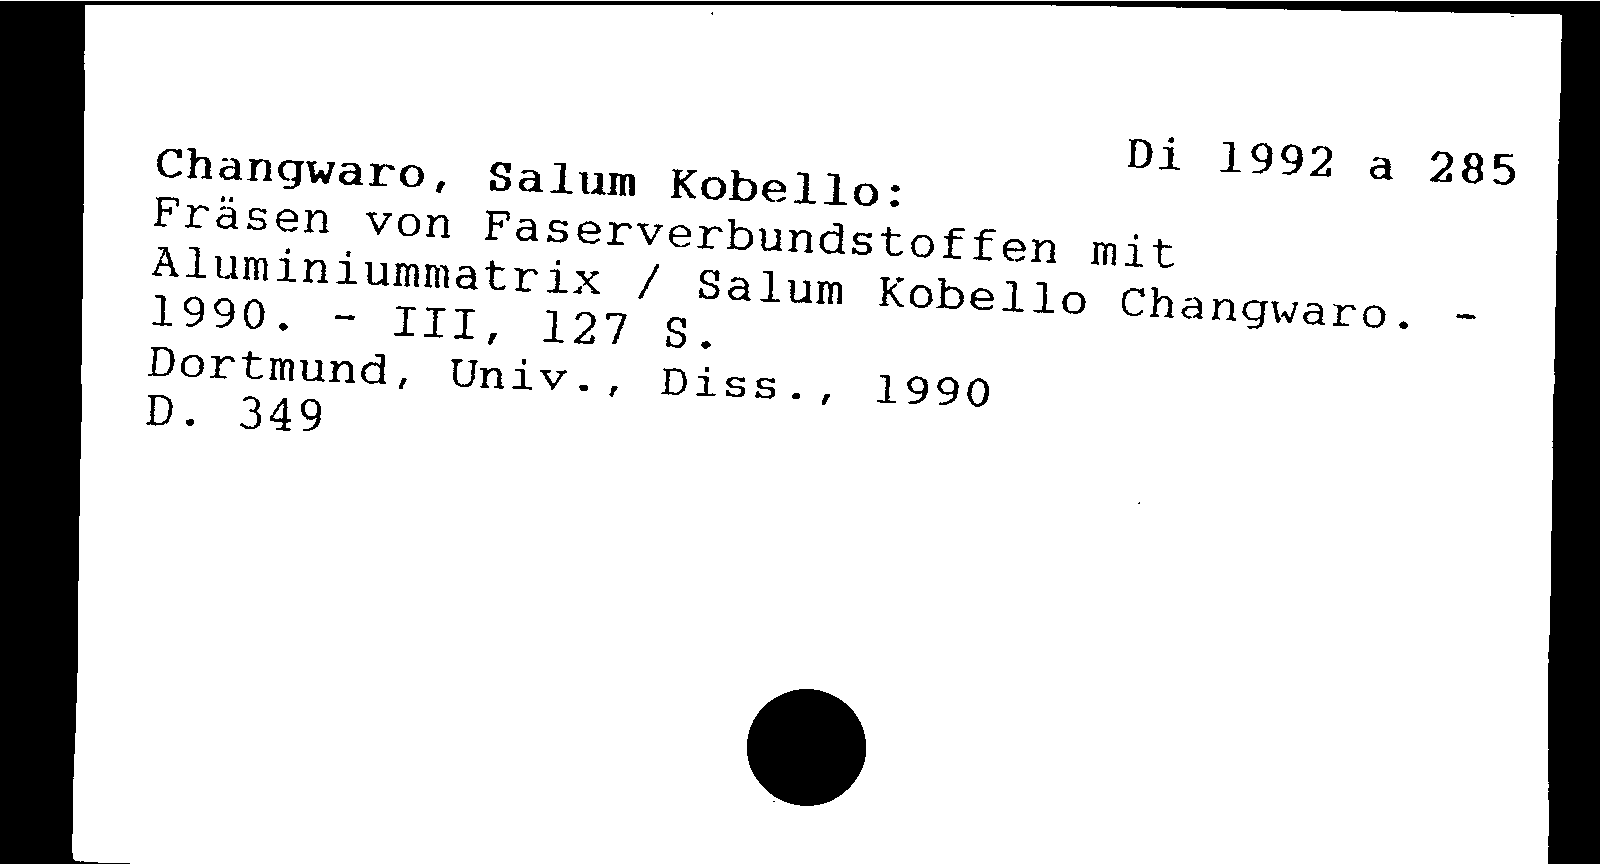 Di 1992 a 285
Changwaro, Salum Kobello:
Fräsen von Faserverbundstoffen mit
Aluminiummatrix / Salum Kobello Changwaro. -
1990. - III, 127 S.
Dortmund, Univ., Diss., 1990
D. 349